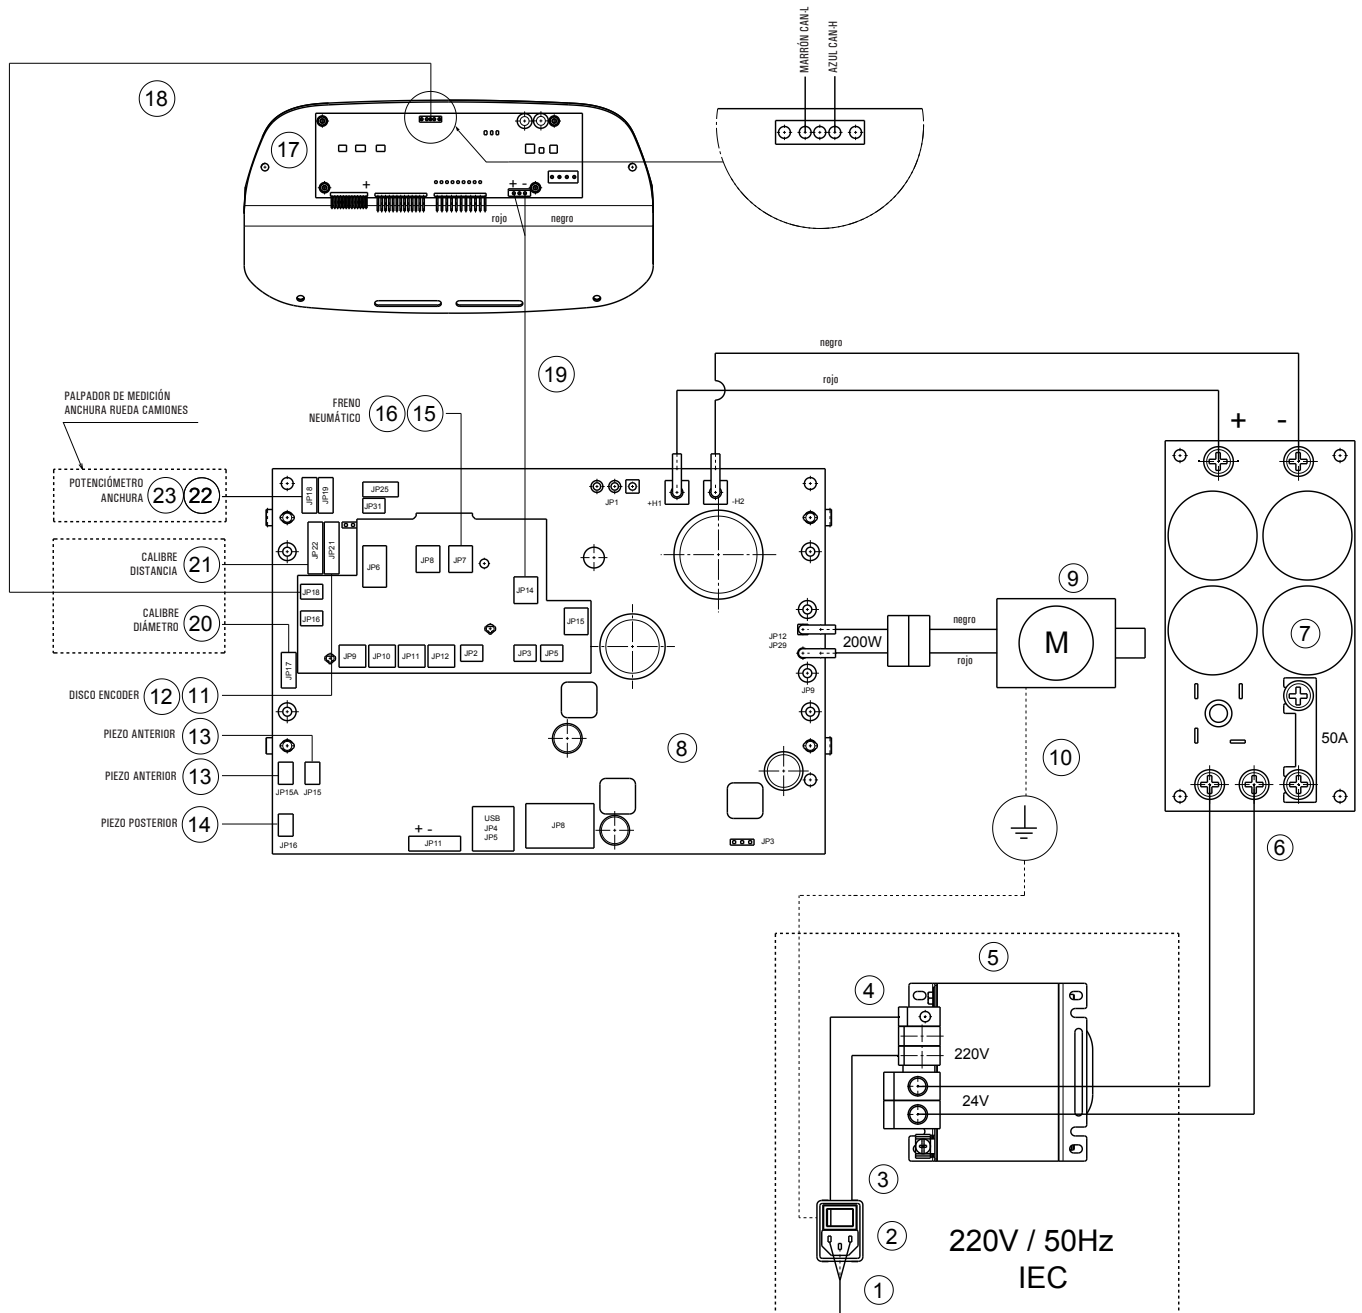 MARRÓN CAN-L
AZUL CAN-H
18
17
+
+ -
rojo
negro
19
negro
rojo
PALPADOR DE MEDICIÓN
ANCHURA RUEDA CAMIONES
FRENO
NEUMÁTICO
16
15
+ -
POTENCIÓMETRO
ANCHURA
23
22
JP18
JP19
JP25
JP31
JP1
+H1
-H2
CALIBRE
DISTANCIA
21
JP22
JP21
JP6
JP8
JP7
JP18
JP14
JP16
JP15
CALIBRE
DIÁMETRO
20
JP17
JP9
JP10
JP11
JP12
JP2
JP3
JP5
JP12
JP29
200W
negro
rojo
9
M
7
JP9
DISCO ENCODER
12
11
PIEZO ANTERIOR
13
8
50A
PIEZO ANTERIOR
13
JP15A
JP15
10
PIEZO POSTERIOR
14
JP16
+ -
JP11
USB
JP4
JP5
JP8
JP3
6
5
4
220V
24V
3
2
1
220V / 50Hz
IEC